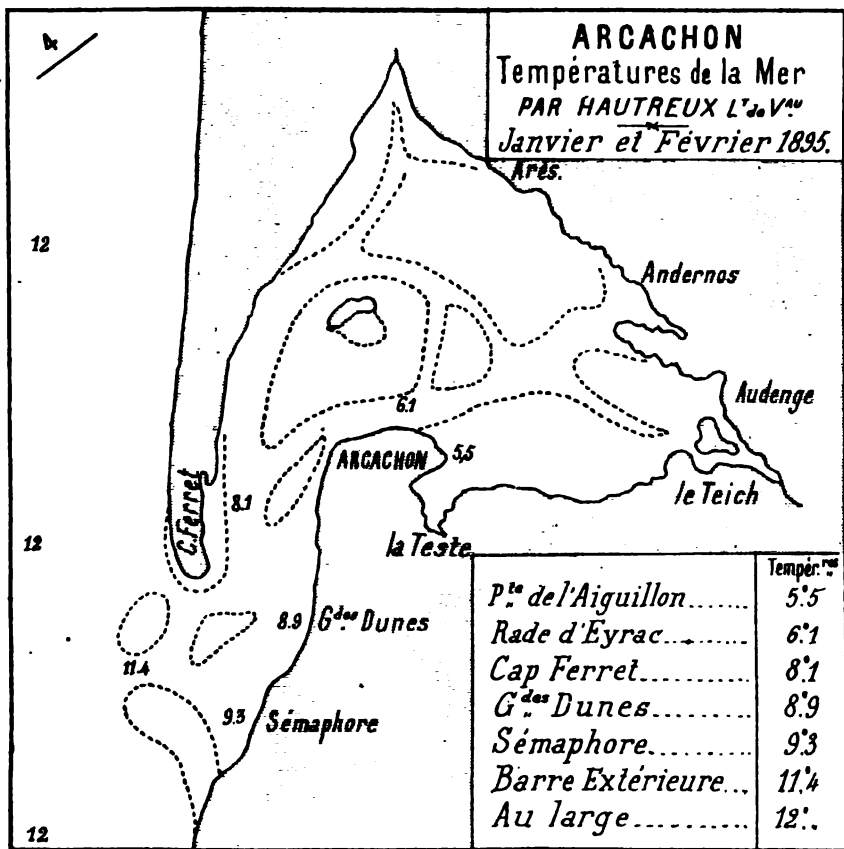 ARCACHON
Températures de la Mer
PAR HAUTREUX Lt de Vau
Janvier et Février 1895.
Arès.
12
Andernos
Audenge
6.1
ARCACHON
5,5
C. Ferret
8.1
le Teich
12
la Teste
8.9 Gdes Dunes
11.4
9.3 Sémaphore
12
Tempér.res
Pte de l'Aiguillon....... 5°5
Rade d'Eyrac........ 6°1
Cap Ferret......... 8°1
Gdes Dunes........ 8°9
Sémaphore.......... 9°3
Barre Extérieure... 11°4
Au large.......... 12°..